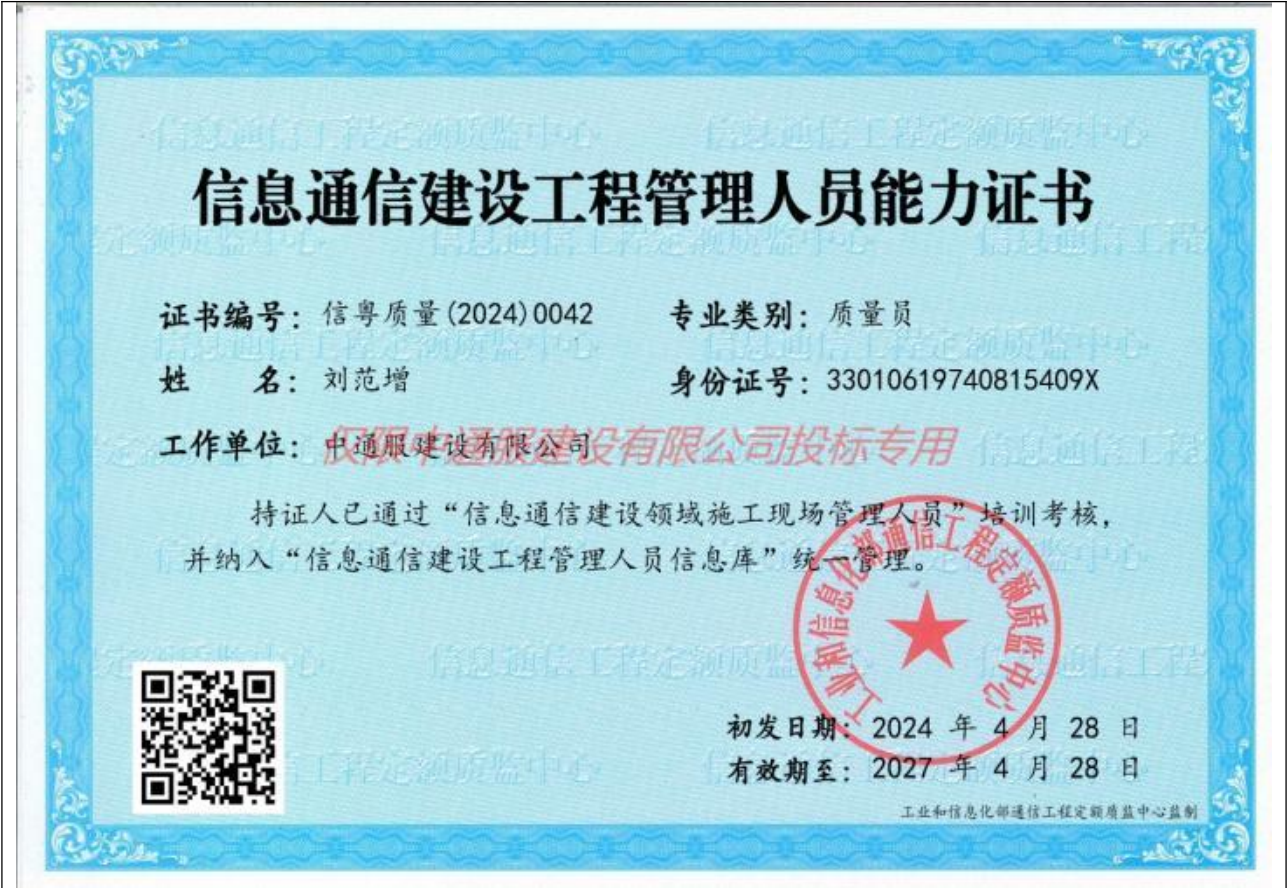 信息通信建设工程管理人员能力证书
证书编号：信粤质量(2024)0042 专业类别：质量员
姓 名：刘范增 身份证号：33010619740815409X
工作单位：中通服建设有限公司
仅限中通服建设有限公司投标专用
持证人已通过“信息通信建设领域施工现场管理人员”培训考核，
并纳入“信息通信建设工程管理人员信息库”统一管理。
工业和信息化部通信工程定额质监中心
初发日期：2024 年 4 月 28 日
有效期至：2027 年 4 月 28 日
工业和信息化部通信工程定额质监中心监制